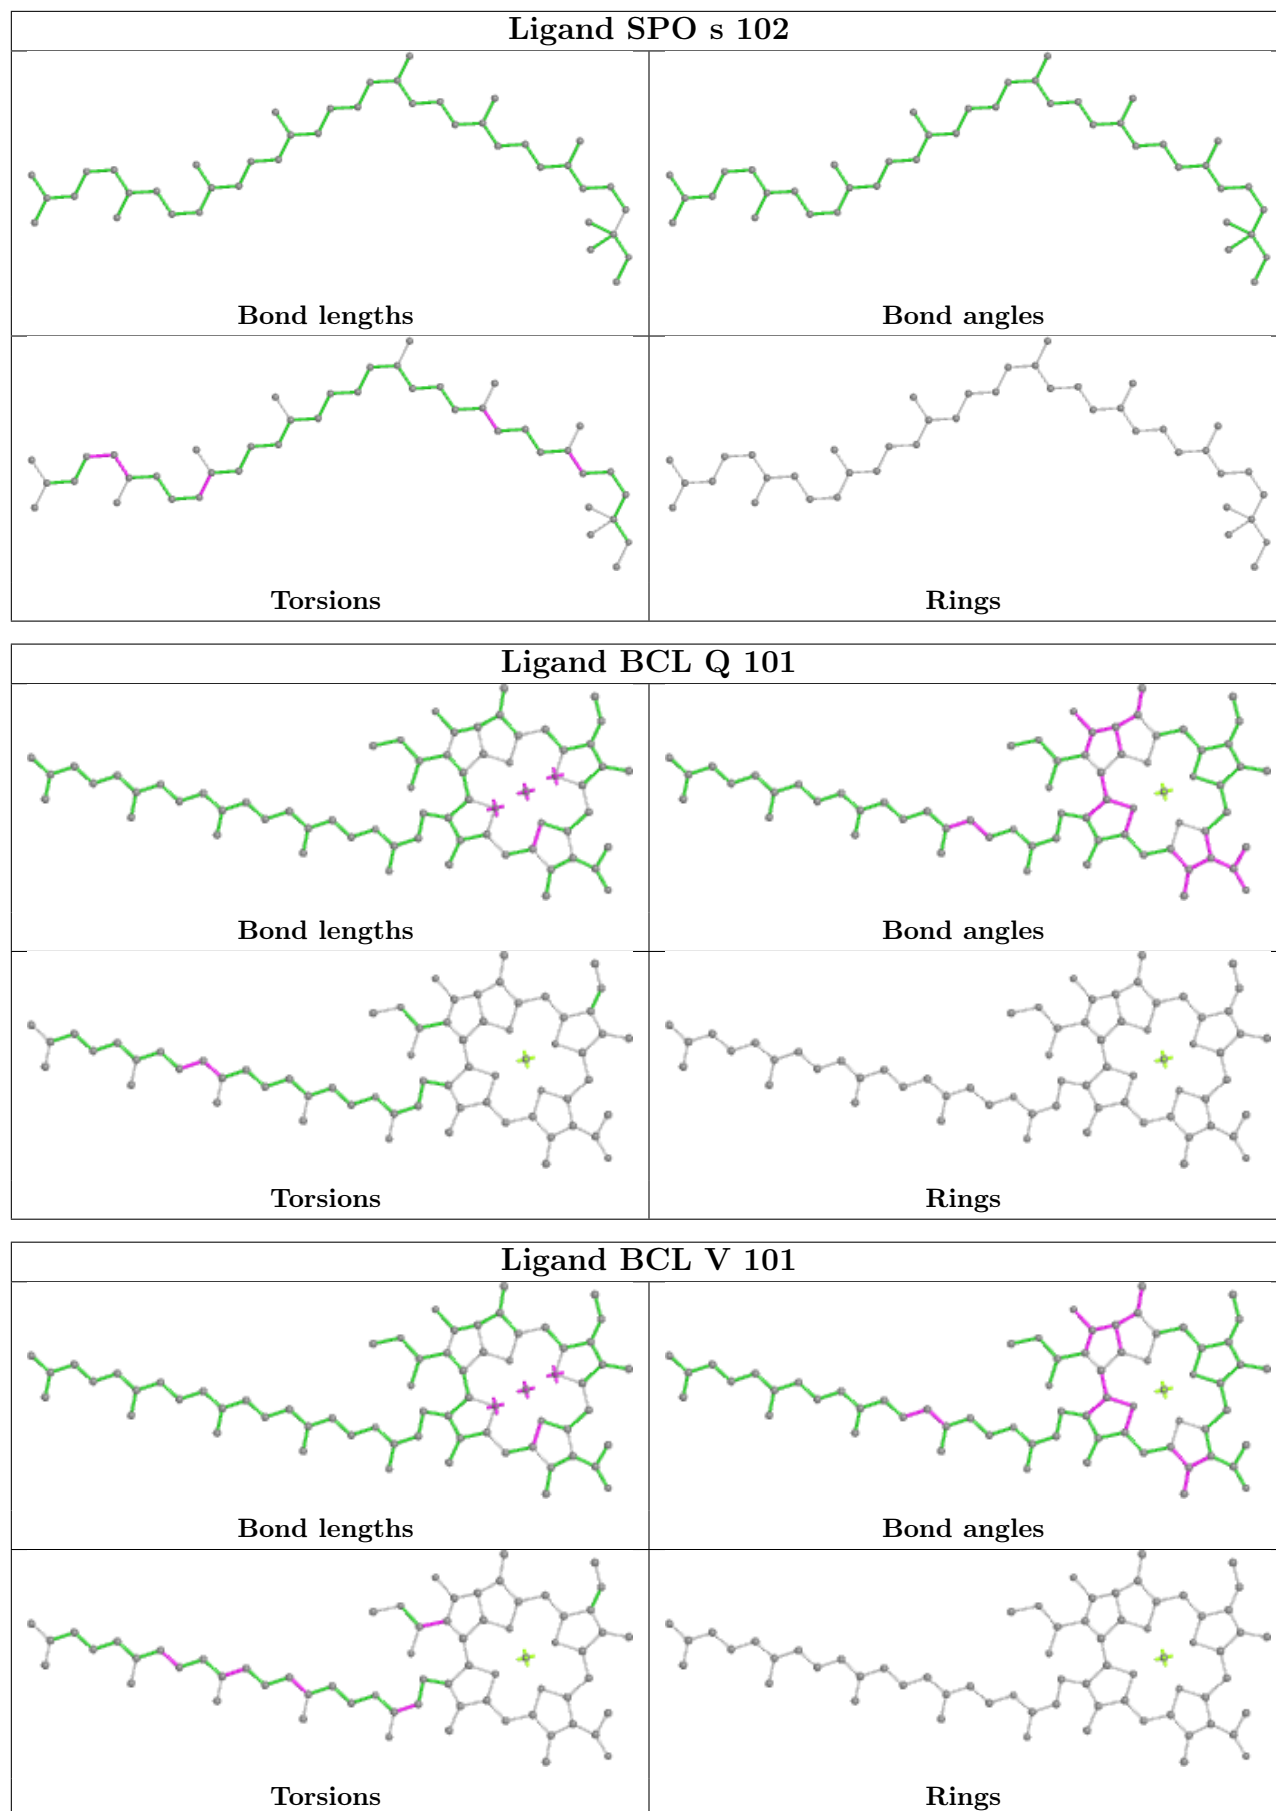 Ligand SPO s 102
Bond lengths
Bond angles
Torsions
Rings
Ligand BCL Q 101
Bond lengths
Bond angles
Torsions
Rings
Ligand BCL V 101
Bond lengths
Bond angles
Torsions
Rings